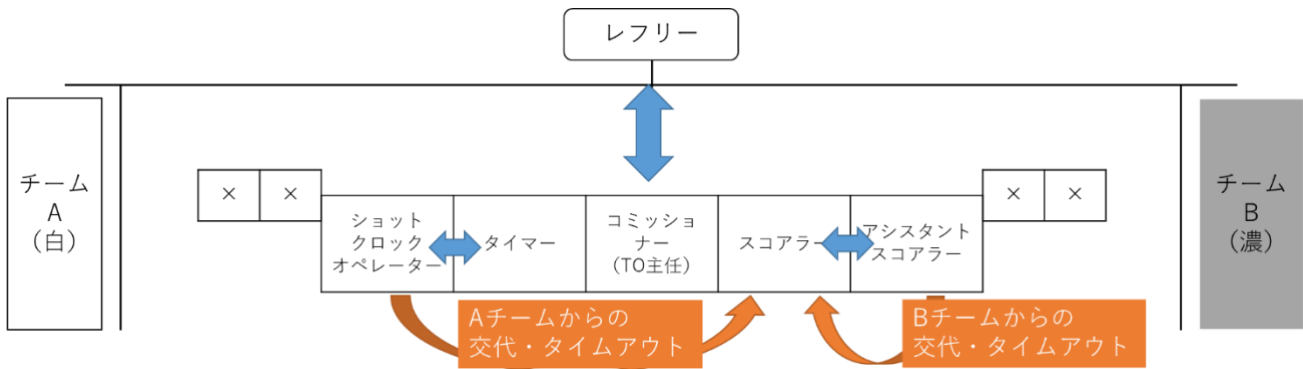 レフリー
チーム
A
（白）
×
×
ショット
クロック
オペレーター
タイマー
コミッショ
ナー
(TO主任)
スコアラー
アシスタント
スコアラー
×
×
チーム
B
（濃）
Aチームからの
交代・タイムアウト
Bチームからの
交代・タイムアウト